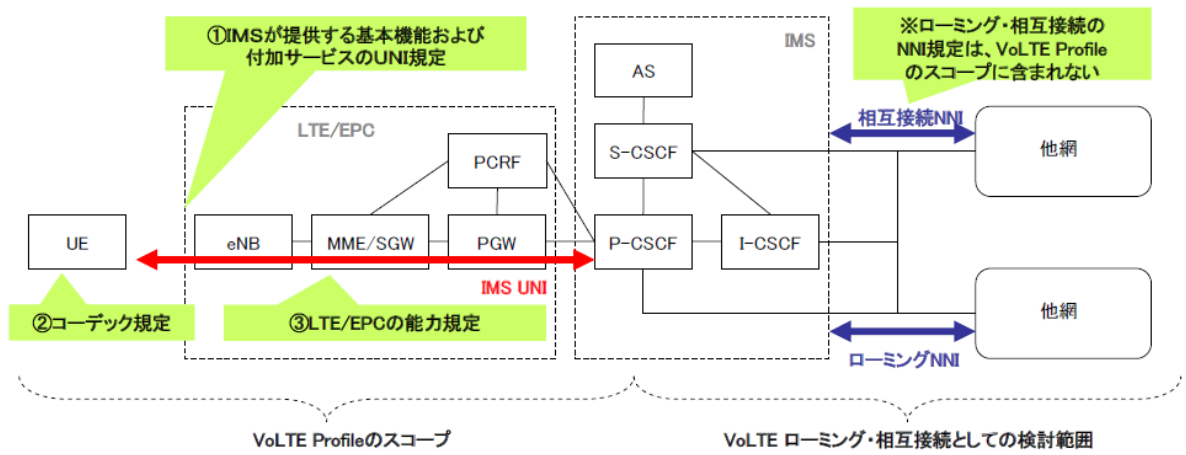 ①IMSが提供する基本機能および
付加サービスのUNI規定
IMS
※ローミング・相互接続の
NNI規定は、VoLTE Profile
のスコープに含まれない
AS
LTE/EPC
相互接続NNI
PCRF
S-CSCF
他網
UE
eNB
MME/SGW
PGW
P-CSCF
I-CSCF
IMS UNI
②コーデック規定
③LTE/EPCの能力規定
他網
ローミングNNI
VoLTE Profileのスコープ
VoLTE ローミング・相互接続としての検討範囲